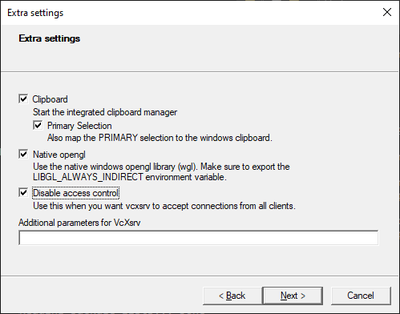 Extra settings
Extra settings
Clipboard
Start the integrated clipboard manager
Primary Selection
Also map the PRIMARY selection to the windows clipboard.
Native opengl
Use the native windows opengl library (wgl). Make sure to export the
LIBGL_ALWAYS_INDIRECT environment variable.
Disable access control
Use this when you want vcxsrv to accept connections from all clients.
Additional parameters for VcXsrv
< Back Next > Cancel